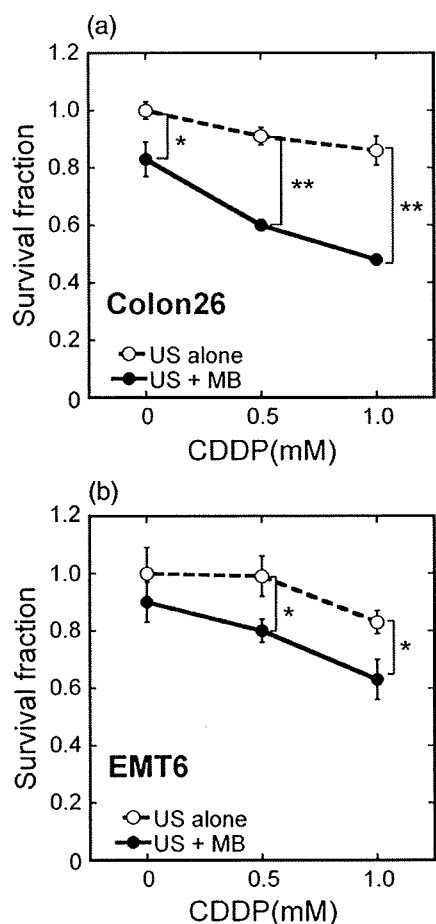 (a)
1.2
1.0
0.8
0.6
0.4
0.2
0
Survival fraction
*
**
**
Colon26
US alone
US + MB
0 0.5 1.0
CDDP(mM)
(b)
1.2
1.0
0.8
0.6
0.4
0.2
0
Survival fraction
*
*
EMT6
US alone
US + MB
0 0.5 1.0
CDDP(mM)